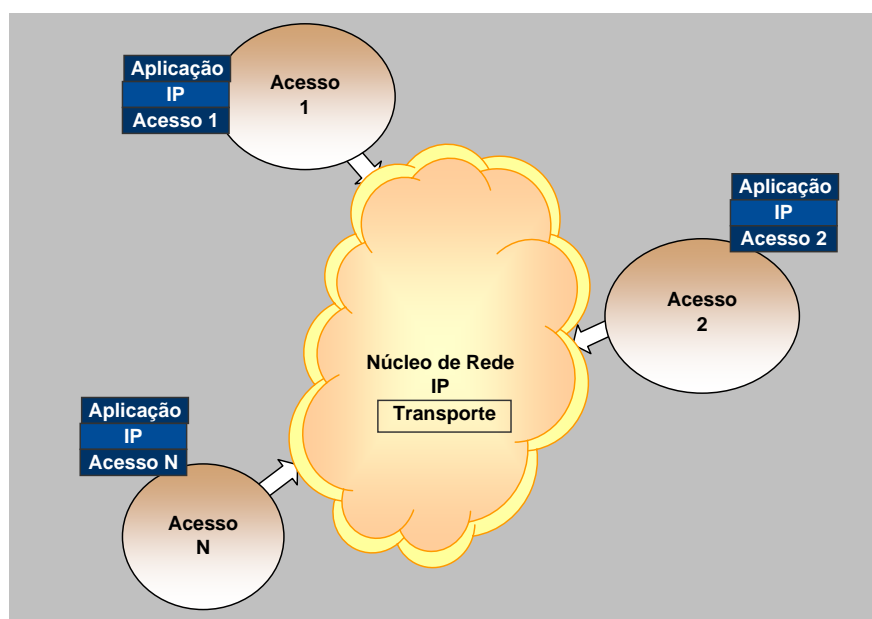 Aplicação
IP
Acesso 1
Acesso
1
Aplicação
IP
Acesso 2
Acesso
2
Núcleo de Rede
IP
Transporte
Aplicação
IP
Acesso N
Acesso
N